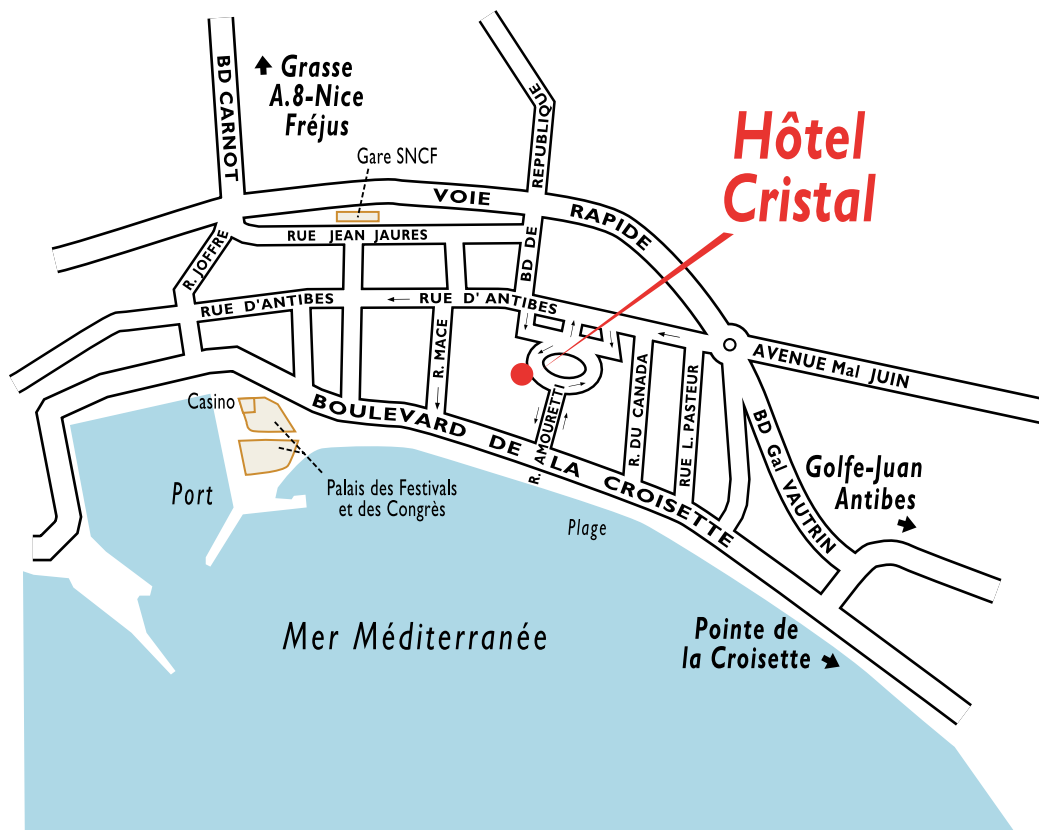 BD CARNOT
Grasse
A.8-Nice
Fréjus
Gare SNCF
REPUBLIQUE
BD DE
Hôtel
Cristal
VOIE RAPIDE
RUE JEAN JAURES
R. JOFFRE
RUE D'ANTIBES
RUE D'ANTIBES
R. MACE
AVENUE Mal JUIN
R. DU CANADA
RUE L. PASTEUR
R. AMOURETTI
BD Gal VAUTRIN
Casino
BOULEVARD DE LA CROISETTE
Golfe-Juan
Antibes
Port
Palais des Festivals
et des Congrès
Plage
Mer Méditerranée
Pointe de
la Croisette